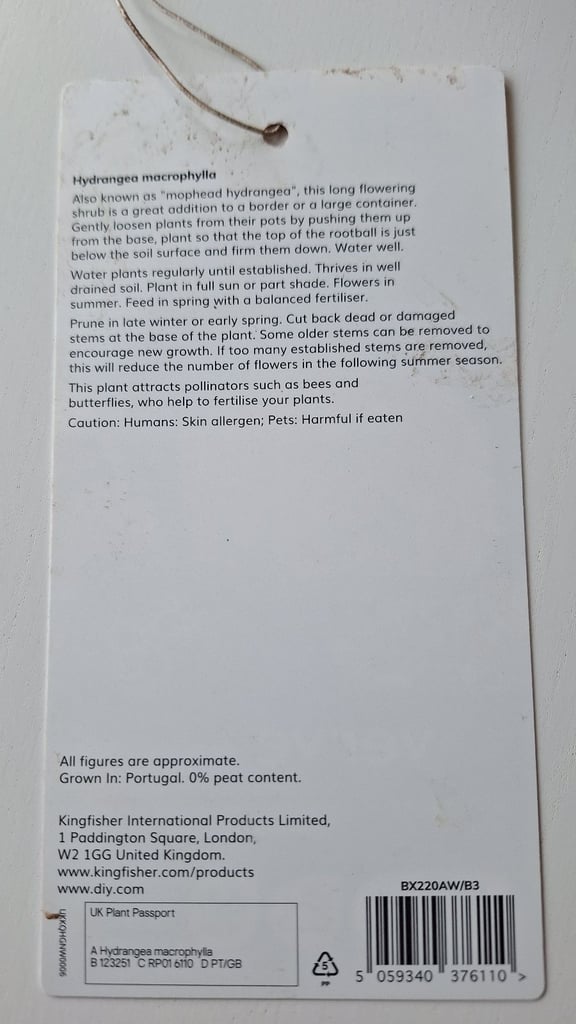 Hydrangea macrophylla
Also known as "mophead hydrangea", this long flowering
shrub is a great addition to a border or a large container.
Gently loosen plants from their pots by pushing them up
from the base, plant so that the top of the rootball is just
below the soil surface and firm them down. Water well.
Water plants regularly until established. Thrives in well
drained soil. Plant in full sun or part shade. Flowers in
summer. Feed in spring with a balanced fertiliser.
Prune in late winter or early spring. Cut back dead or damaged
stems at the base of the plant. Some older stems can be removed to
encourage new growth. If too many established stems are removed,
this will reduce the number of flowers in the following summer season.
This plant attracts pollinators such as bees and
butterflies, who help to fertilise your plants.
Caution: Humans: Skin allergen; Pets: Harmful if eaten
All figures are approximate.
Grown In: Portugal. 0% peat content.
Kingfisher International Products Limited,
1 Paddington Square, London,
W2 1GG United Kingdom.
www.kingfisher.com/products
www.diy.com
UK Plant Passport
A Hydrangea macrophylla
B 123251 C RP01 6110 D PT/GB
5
PP
BX220AW/B3
5 059340 376110 >